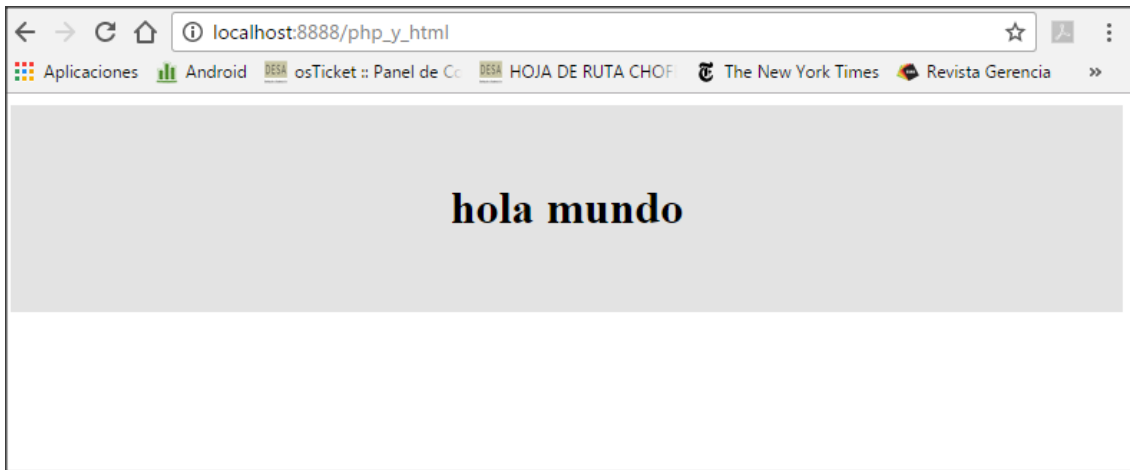 localhost:8888/php_y_html
Aplicaciones Android osTicket :: Panel de Co HOJA DE RUTA CHOF The New York Times Revista Gerencia »
hola mundo